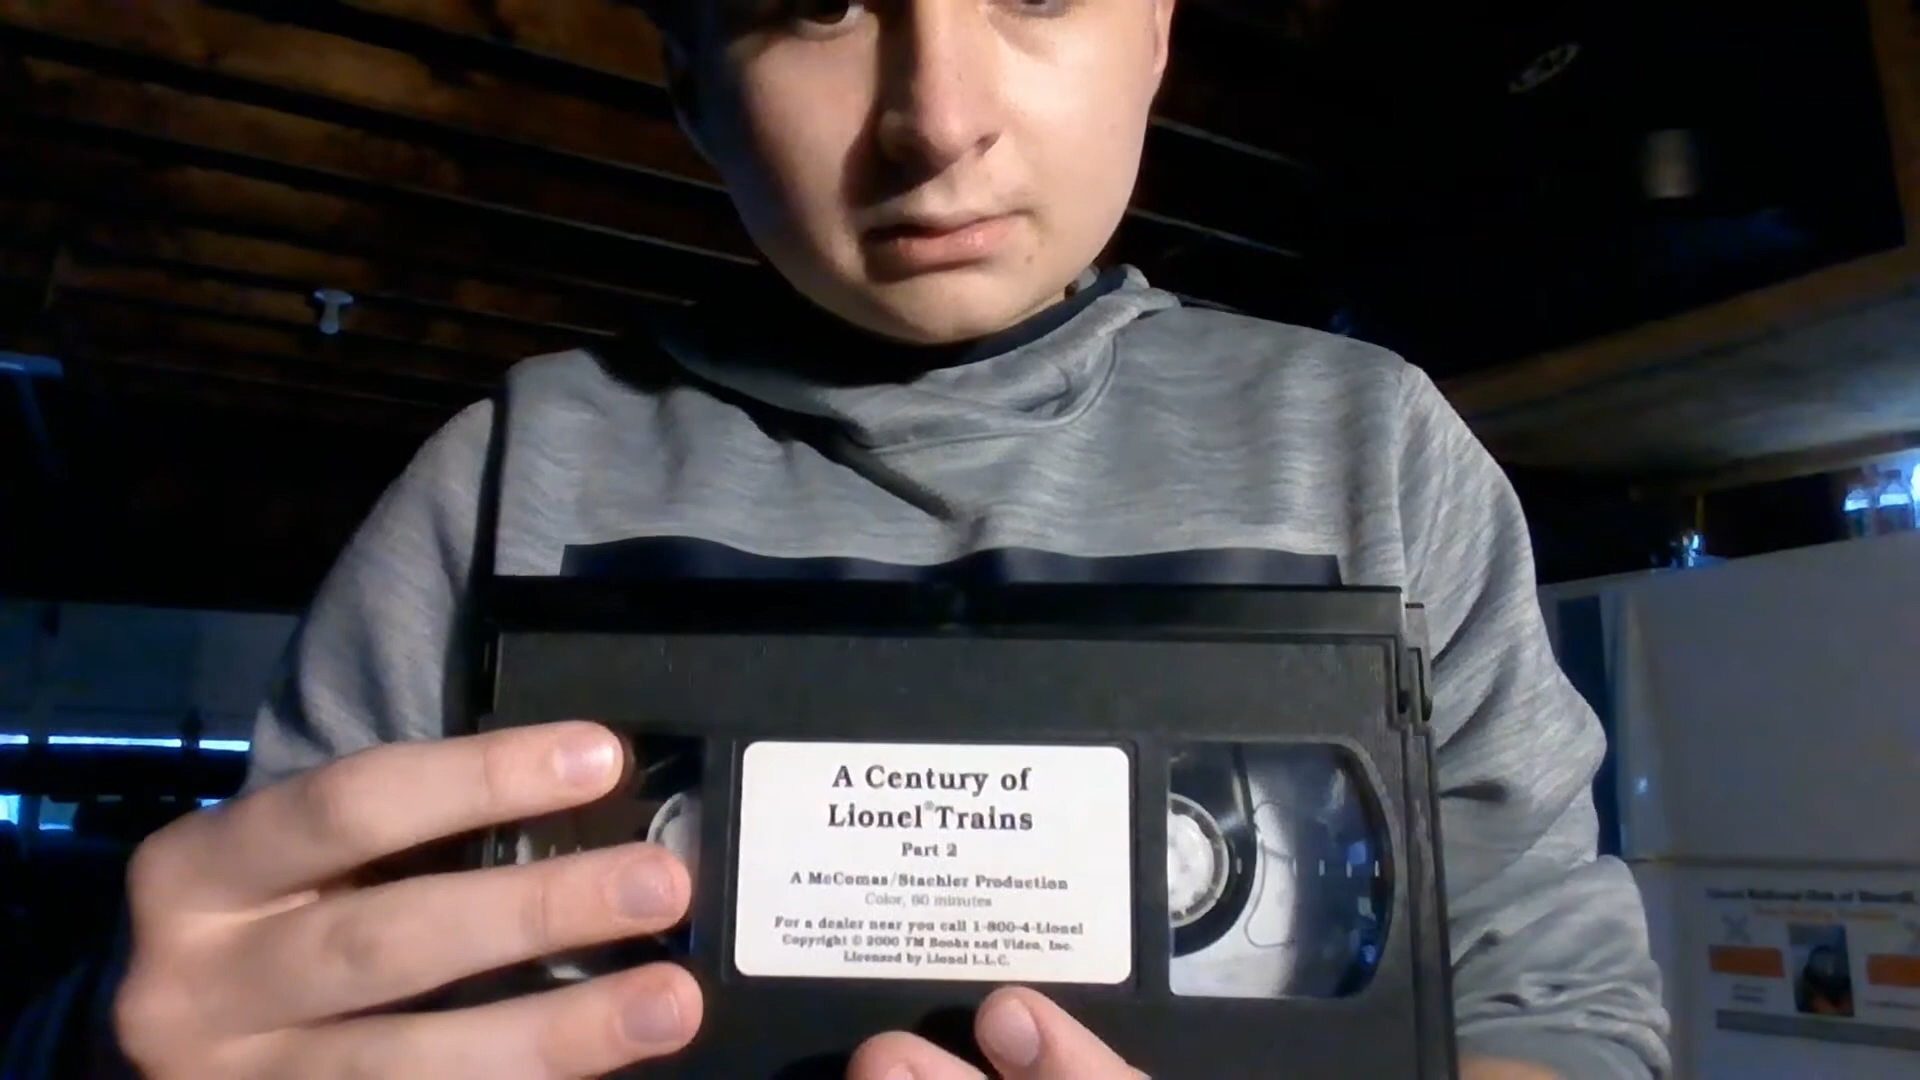 A Century of
Lionel® Trains
Part 2
A McComas/Stachler Production
Color, 60 minutes
For a dealer near you call 1-800-4-Lionel
Copyright © 2000 TM Books and Video, Inc.
Licensed by Lionel L.L.C.